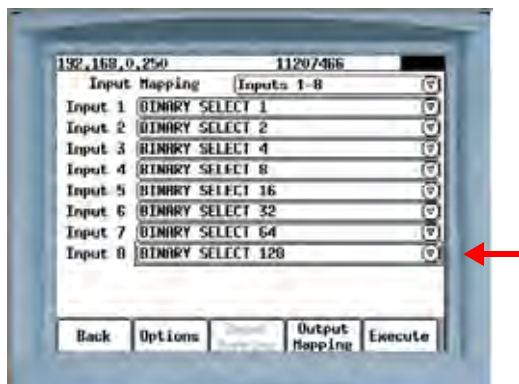 192.168.0.250 11207466
Input Mapping Inputs 1-8
Input 1 BINARY SELECT 1
Input 2 BINARY SELECT 2
Input 3 BINARY SELECT 4
Input 4 BINARY SELECT 8
Input 5 BINARY SELECT 16
Input 6 BINARY SELECT 32
Input 7 BINARY SELECT 64
Input 8 BINARY SELECT 128
Back Options Output Mapping Execute